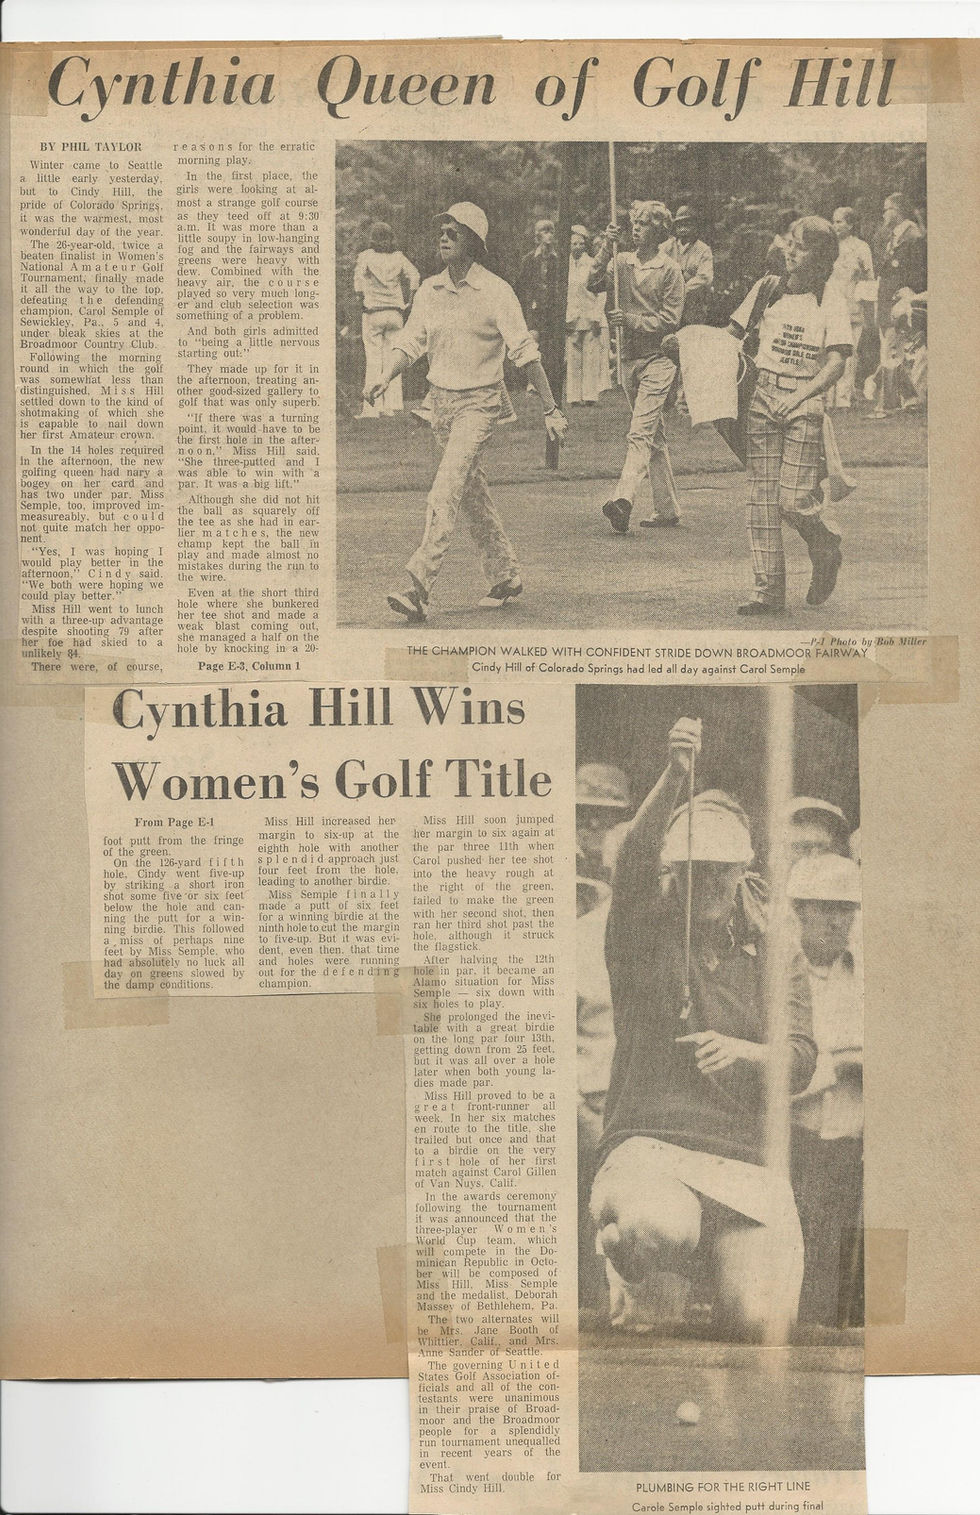 Cynthia Queen of Golf Hill
BY PHIL TAYLOR
Winter came to Seattle
a little early yesterday,
but to Cindy Hill, the
pride of Colorado Springs,
it was the warmest, most
wonderful day of the year.
The 26-year-old, twice a
beaten finalist in Women's
National Amateur Golf
Tournament, finally made
it all the way to the top,
defeating the defending
champion, Carol Semple of
Sewickley, Pa., 5 and 4,
under bleak skies at the
Broadmoor Country Club.
Following the morning
round in which the golf
was somewhat less than
distinguished, Miss Hill
settled down to the kind of
shotmaking of which she
is capable to nail down
her first Amateur crown.
In the 14 holes required
in the afternoon, the new
golfing queen had nary a
bogey on her card and
has two under par. Miss
Semple, too, improved im-
measureably, but could
not quite match her oppo-
nent.
"Yes, I was hoping I
would play better in the
afternoon," Cindy said.
"We both were hoping we
could play better."
Miss Hill went to lunch
with a three-up advantage
despite shooting 79 after
her foe had skied to a
unlikely 84.
There were, of course,
reasons for the erratic
morning play.
In the first place, the
girls were looking at al-
most a strange golf course
as they teed off at 9:30
a.m. It was more than a
little soupy in low-hanging
fog and the fairways and
greens were heavy with
dew. Combined with the
heavy air, the course
played so very much long-
er and club selection was
something of a problem.
And both girls admitted
to "being a little nervous
starting out."
They made up for it in
the afternoon, treating an-
other good-sized gallery to
golf that was only superb.
"If there was a turning
point, it would have to be
the first hole in the after-
noon," Miss Hill said.
"She three-putted and I
was able to win with a
par. It was a big lift."
Although she did not hit
the ball as squarely off
the tee as she had in ear-
lier matches, the new
champ kept the ball in
play and made almost no
mistakes during the run to
the wire.
Even at the short third
hole where she bunkered
her tee shot and made a
weak blast coming out,
she managed a half on the
hole by knocking in a 20-
Page E-3, Column 1
WOMEN'S
SEATTLE
—P-I Photo by Bob Miller
THE CHAMPION WALKED WITH CONFIDENT STRIDE DOWN BROADMOOR FAIRWAY
Cindy Hill of Colorado Springs had led all day against Carol Semple
Cynthia Hill Wins
Women's Golf Title
From Page E-1
foot putt from the fringe
of the green.
On the 126-yard fifth
hole, Cindy went five-up
by striking a short iron
shot some five or six feet
below the hole and can-
ning the putt for a win-
ning birdie. This followed
a miss of perhaps nine
feet by Miss Semple, who
had absolutely no luck all
day on greens slowed by
the damp conditions.
Miss Hill increased her
margin to six-up at the
eighth hole with another
splendid approach just
four feet from the hole,
leading to another birdie.
Miss Semple finally
made a putt of six feet
for a winning birdie at the
ninth hole to cut the margin
to five-up. But it was evi-
dent, even then, that time
and holes were running
out for the defending
champion.
Miss Hill soon jumped
her margin to six again at
the par three 11th when
Carol pushed her tee shot
into the heavy rough at
the right of the green,
failed to make the green
with her second shot, then
ran her third shot past the
hole, although it struck
the flagstick.
After halving the 12th
hole in par, it became an
Alamo situation for Miss
Semple — six down with
six holes to play.
She prolonged the inevi-
table with a great birdie
on the long par four 13th,
getting down from 25 feet,
but it was all over a hole
later when both young la-
dies made par.
Miss Hill proved to be a
great front-runner all
week. In her six matches
en route to the title, she
trailed but once and that
to a birdie on the very
first hole of her first
match against Carol Gillen
of Van Nuys, Calif.
In the awards ceremony
following the tournament
it was announced that the
three-player Women's
World Cup team, which
will compete in the Do-
minican Republic in Octo-
ber will be composed of
Miss Hill, Miss Semple
and the medalist, Deborah
Massey of Bethlehem, Pa.
The two alternates will
be Mrs. Jane Booth of
Whittier, Calif., and Mrs.
Anne Sander of Seattle.
The governing United
States Golf Association of-
ficials and all of the con-
testants were unanimous
in their praise of Broad-
moor and the Broadmoor
people for a splendidly
run tournament unequalled
in recent years of the
event.
That went double for
Miss Cindy Hill.
PLUMBING FOR THE RIGHT LINE
Carole Semple sighted putt during final